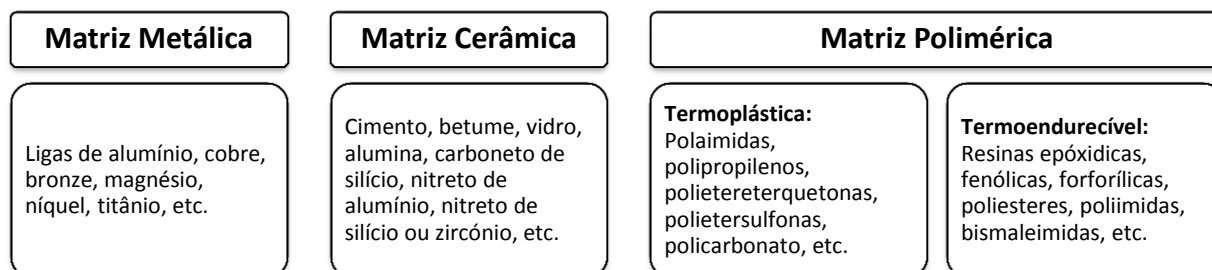 Matriz Metálica
Ligas de alumínio, cobre,
bronze, magnésio,
níquel, titânio, etc.
Matriz Cerâmica
Cimento, betume, vidro,
alumina, carboneto de
silício, nitreto de
alumínio, nitreto de
silício ou zircónio, etc.
Matriz Polimérica
Termoplástica:
Polaimidas,
polipropilenos,
polietereterquetonas,
polietersulfonas,
policarbonato, etc.
Termoendurecível:
Resinas epóxidicas,
fenólicas, forforílicas,
poliesteres, poliimidas,
bismaleimidas, etc.